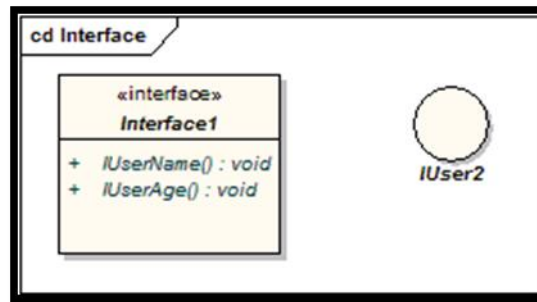 cd Interface
«interface»
Interface1
+ IUserName() : void
+ IUserAge() : void
IUser2